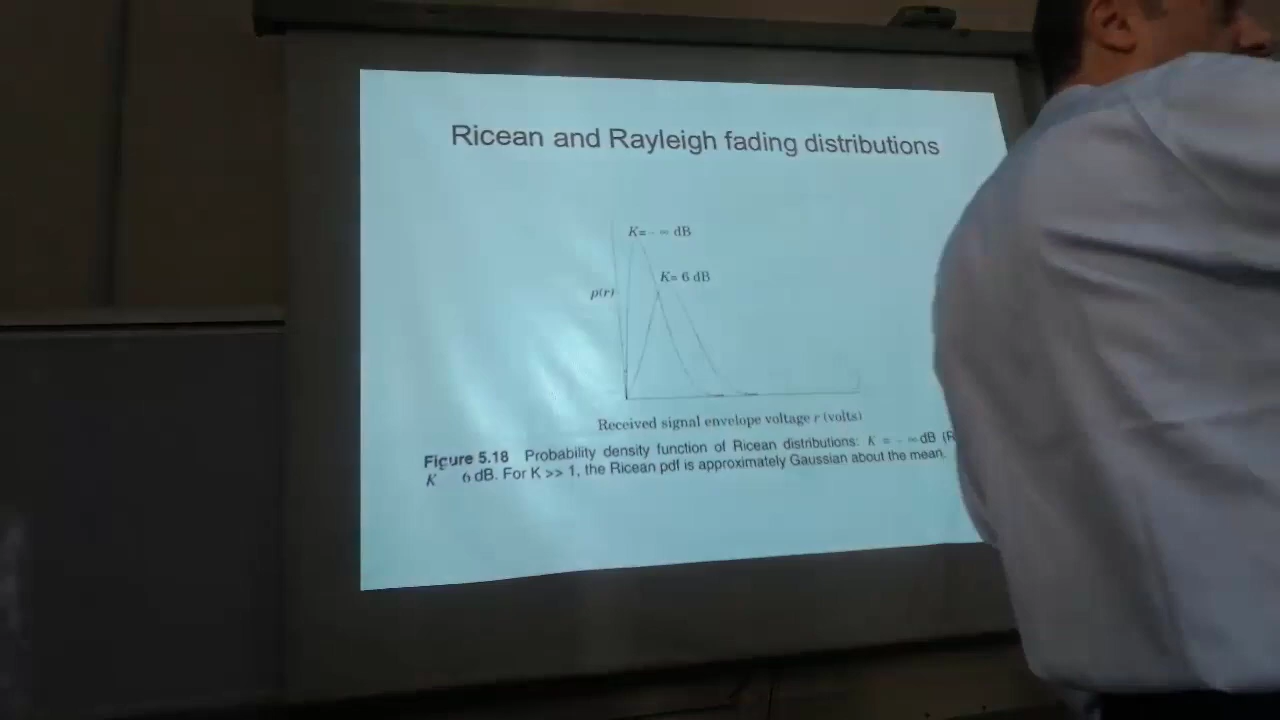 Ricean and Rayleigh fading distributions
K= - ∞ dB
K= 6 dB
p(r)
Received signal envelope voltage r (volts)
Figure 5.18 Probability density function of Ricean distributions: K = - ∞ dB (R
K 6 dB. For K >> 1, the Ricean pdf is approximately Gaussian about the mean.